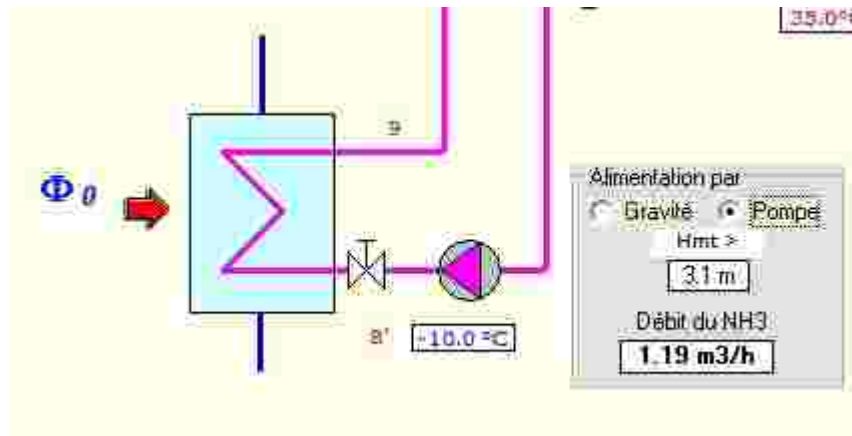 35.0°
9
Φ 0
Alimentation par
Gravité Pompe
Hmt >
3.1 m
Débit du NH3
1.19 m3/h
8' -10.0 °C